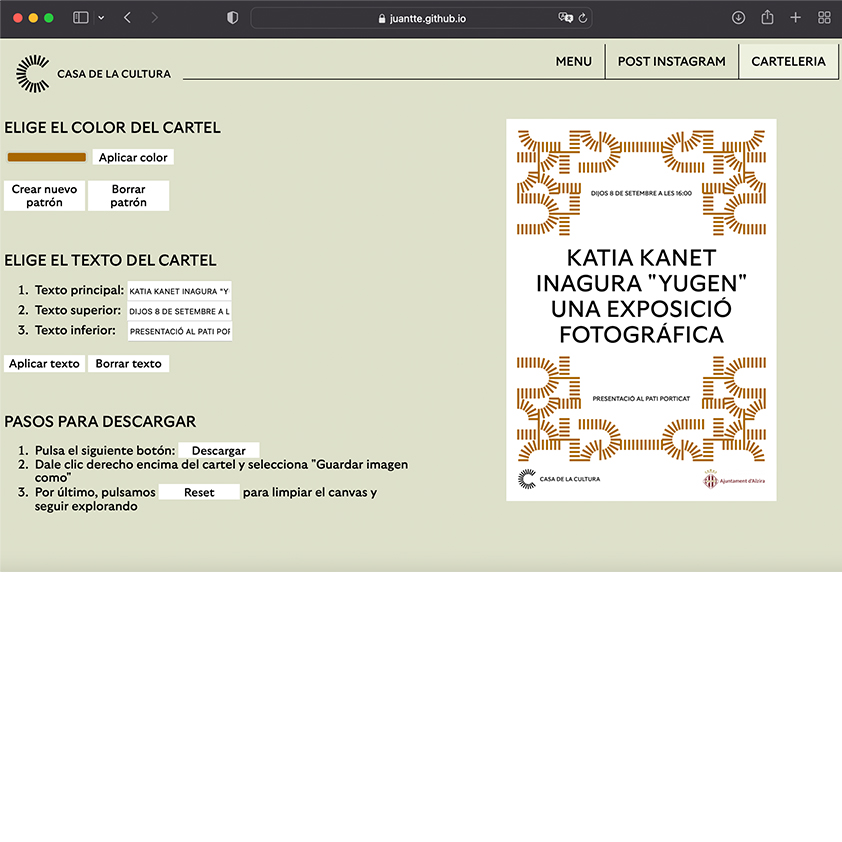 juantte.github.io
CASA DE LA CULTURA
MENU
POST INSTAGRAM
CARTELERIA
ELIGE EL COLOR DEL CARTEL
Aplicar color
Crear nuevo
patrón
Borrar
patrón
ELIGE EL TEXTO DEL CARTEL
1. Texto principal: KATIA KANET INAGURA "Y
2. Texto superior: DIJOS 8 DE SETEMBRE A L
3. Texto inferior: PRESENTACIÓ AL PATI POR
Aplicar texto
Borrar texto
PASOS PARA DESCARGAR
1. Pulsa el siguiente botón: Descargar
2. Dale clic derecho encima del cartel y selecciona "Guardar imagen
como"
3. Por último, pulsamos Reset para limpiar el canvas y
seguir explorando
DIJOS 8 DE SETEMBRE A LES 16:00
KATIA KANET
INAGURA "YUGEN"
UNA EXPOSICIÓ
FOTOGRÁFICA
PRESENTACIÓ AL PATI PORTICAT
CASA DE LA CULTURA
Ajuntament d'Alzira